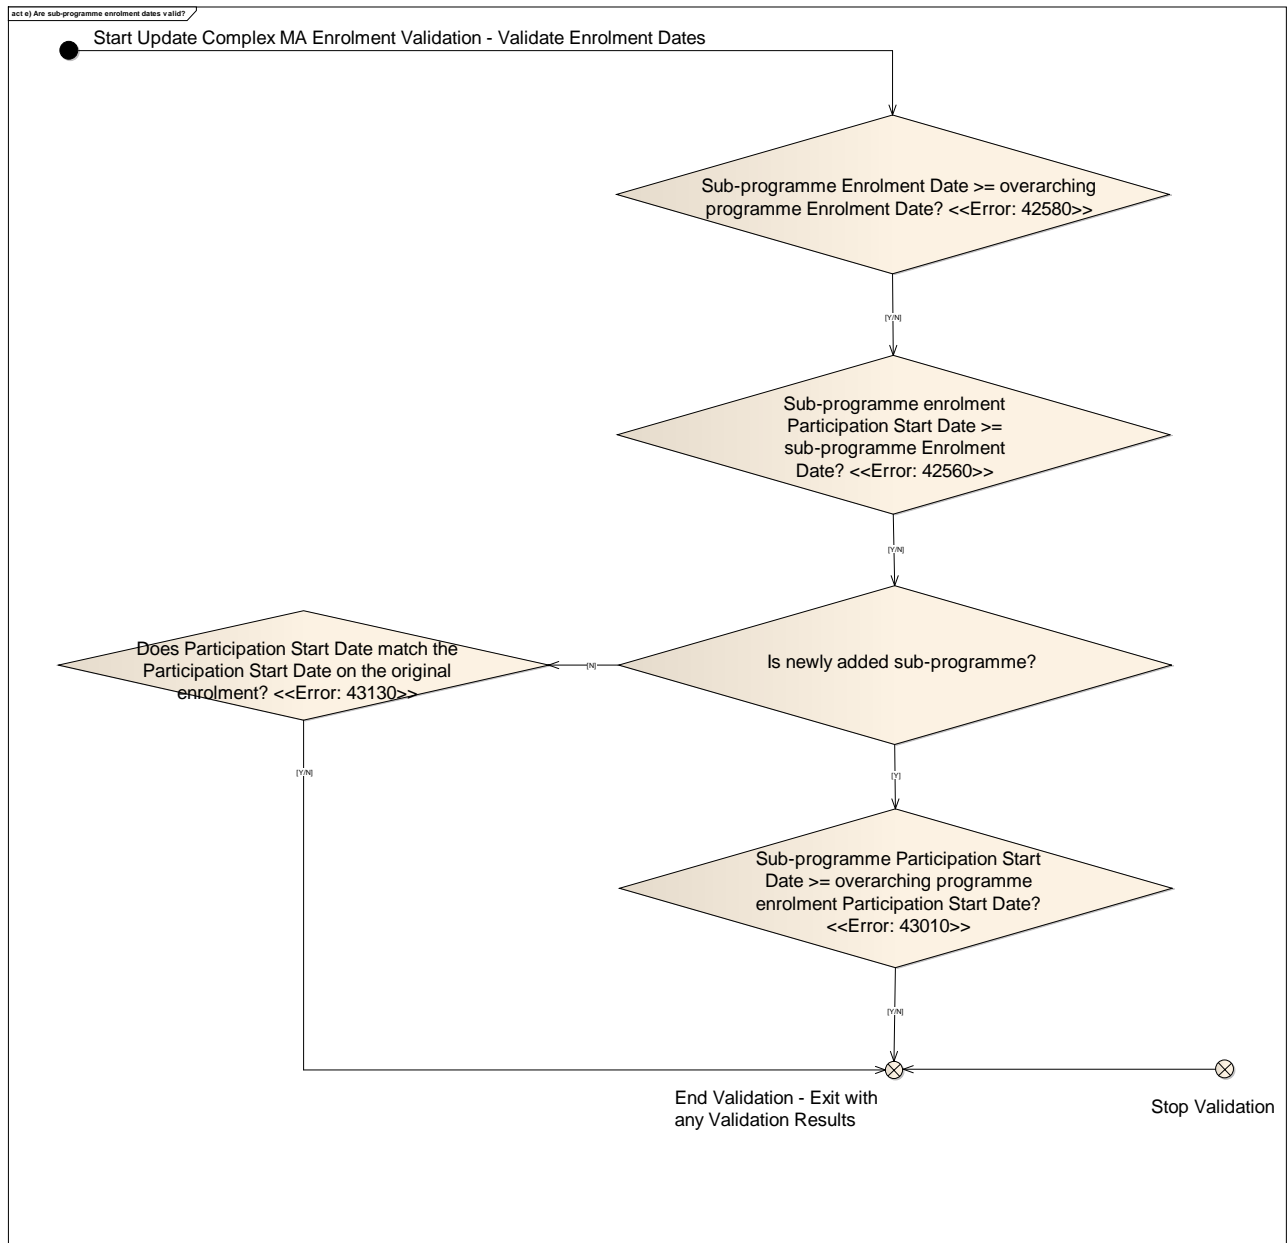 act e) Are sub-programme enrolment dates valid?
Start Update Complex MA Enrolment Validation - Validate Enrolment Dates
Sub-programme Enrolment Date >= overarching
programme Enrolment Date? <<Error: 42580>>
[Y/N]
Sub-programme enrolment
Participation Start Date >=
sub-programme Enrolment
Date? <<Error: 42560>>
[Y/N]
Does Participation Start Date match the
Participation Start Date on the original
enrolment? <<Error: 43130>>
[N]
Is newly added sub-programme?
[Y/N]
[Y]
Sub-programme Participation Start
Date >= overarching programme
enrolment Participation Start Date?
<<Error: 43010>>
[Y/N]
End Validation - Exit with
any Validation Results
Stop Validation